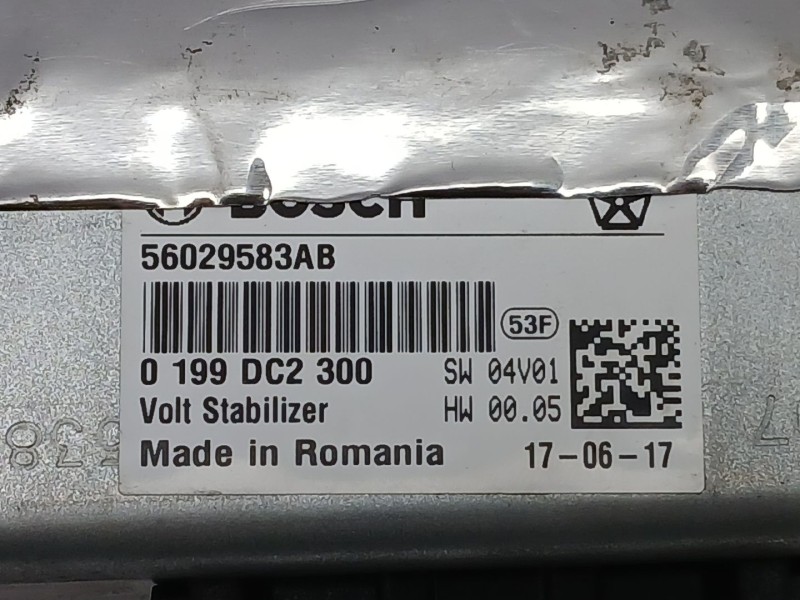 BOSCH
56029583AB
53F
0 199 DC2 300 SW 04V01
Volt Stabilizer HW 00.05
Made in Romania 17-06-17